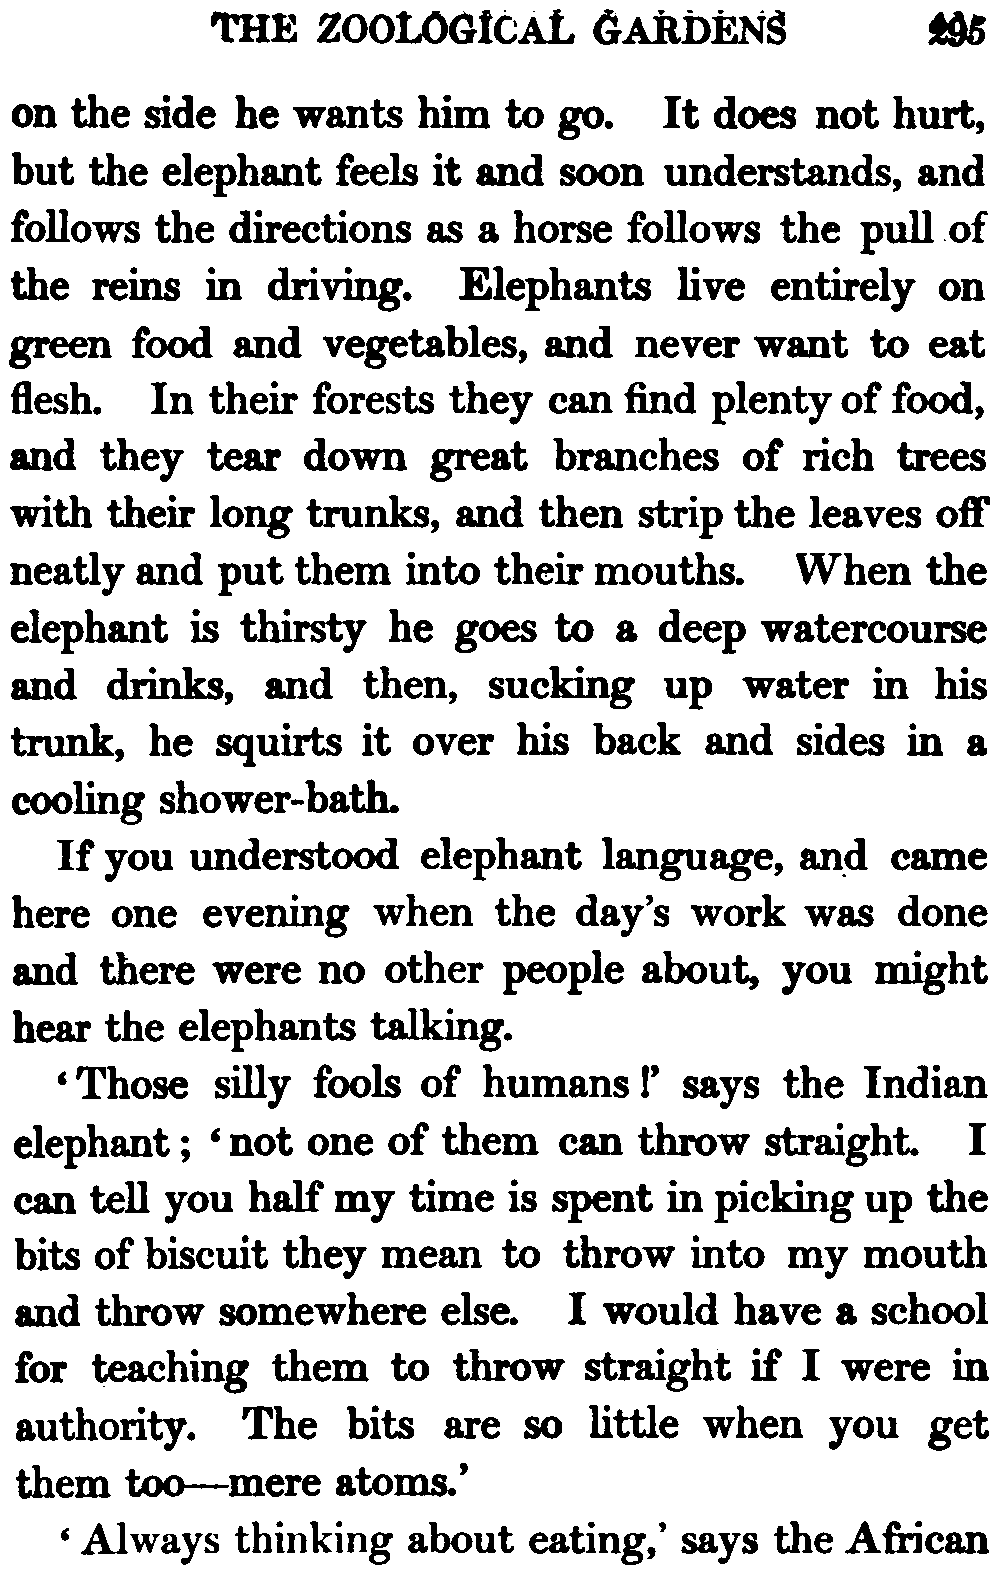 THE ZOOLOGICAL GARDENS 295
on the side he wants him to go. It does not hurt,
but the elephant feels it and soon understands, and
follows the directions as a horse follows the pull of
the reins in driving. Elephants live entirely on
green food and vegetables, and never want to eat
flesh. In their forests they can find plenty of food,
and they tear down great branches of rich trees
with their long trunks, and then strip the leaves off
neatly and put them into their mouths. When the
elephant is thirsty he goes to a deep watercourse
and drinks, and then, sucking up water in his
trunk, he squirts it over his back and sides in a
cooling shower-bath.
If you understood elephant language, and came
here one evening when the day's work was done
and there were no other people about, you might
hear the elephants talking.
‘Those silly fools of humans!’ says the Indian
elephant; ‘not one of them can throw straight. I
can tell you half my time is spent in picking up the
bits of biscuit they mean to throw into my mouth
and throw somewhere else. I would have a school
for teaching them to throw straight if I were in
authority. The bits are so little when you get
them too—mere atoms.’
‘Always thinking about eating,’ says the African